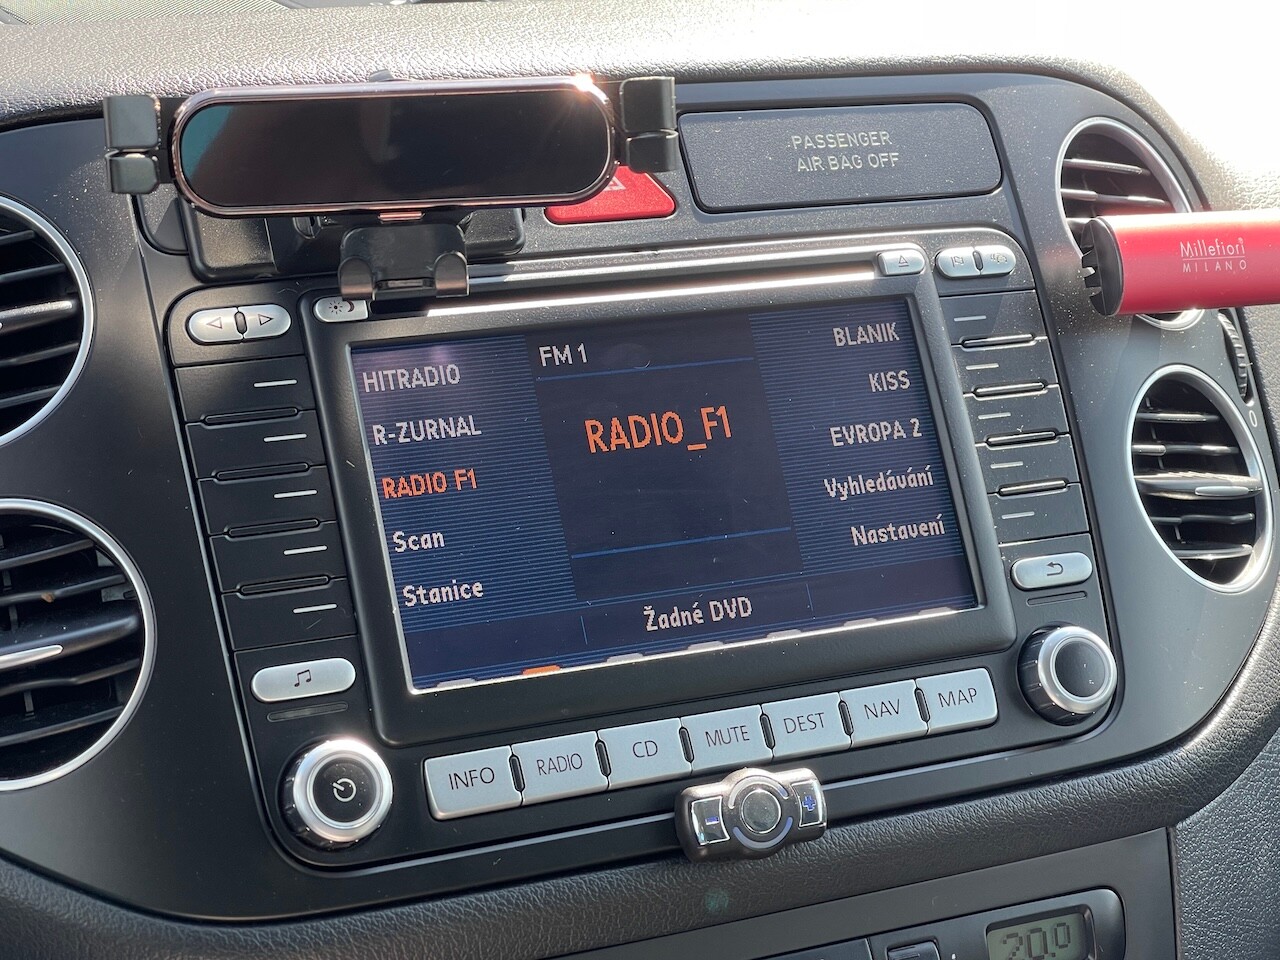 PASSENGER
AIR BAG OFF
Millefiori
MILANO
FM 1
HITRADIO
R-ZURNAL
RADIO F1
Scan
Stanice
RADIO_F1
BLANIK
KISS
EVROPA 2
Vyhledávání
Nastavení
Žadné DVD
INFO
RADIO
CD
MUTE
DEST
NAV
MAP
- +
20.0
0